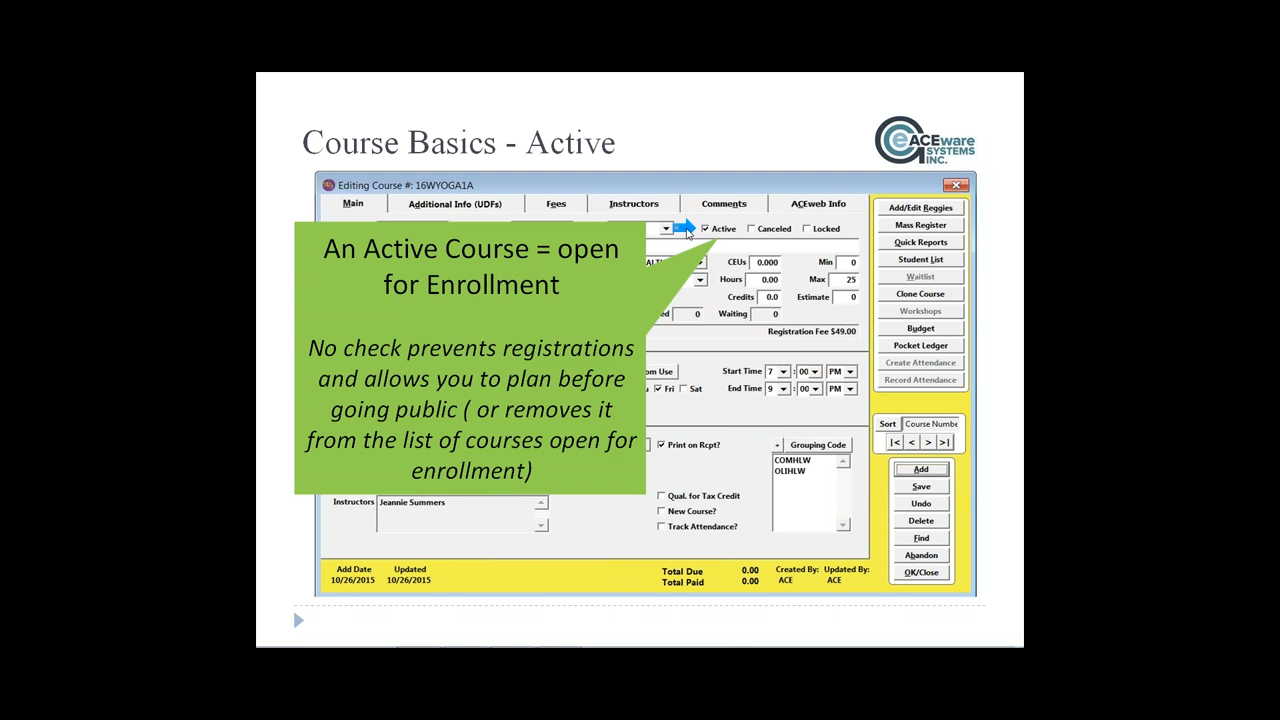 Course Basics - Active
ACEware
SYSTEMS
INC.
Editing Course #: 16WYOGA1A
Main
Additional Info (UDFs)
Fees
Instructors
Comments
ACEweb Info
Active
Canceled
Locked
An Active Course = open
for Enrollment
No check prevents registrations
and allows you to plan before
going public ( or removes it
from the list of courses open for
enrollment)
CEUs 0.000 Min 0
Hours 0.00 Max 25
Credits 0.0 Estimate 0
0 Waiting 0
Registration Fee $49.00
Use Start Time 7 : 00 PM
Fri Sat End Time 9 : 00 PM
Print on Rcpt? + Grouping Code
COMHLW
OLIHLW
Qual. for Tax Credit
New Course?
Track Attendance?
Instructors Jeannie Summers
Add Date Updated
10/26/2015 10/26/2015
Total Due 0.00
Total Paid 0.00
Created By: Updated By:
ACE ACE
Add/Edit Reggies
Mass Register
Quick Reports
Student List
Waitlist
Clone Course
Workshops
Budget
Pocket Ledger
Create Attendance
Record Attendance
Sort Course Numbe
|< < > >|
Add
Save
Undo
Delete
Find
Abandon
OK/Close